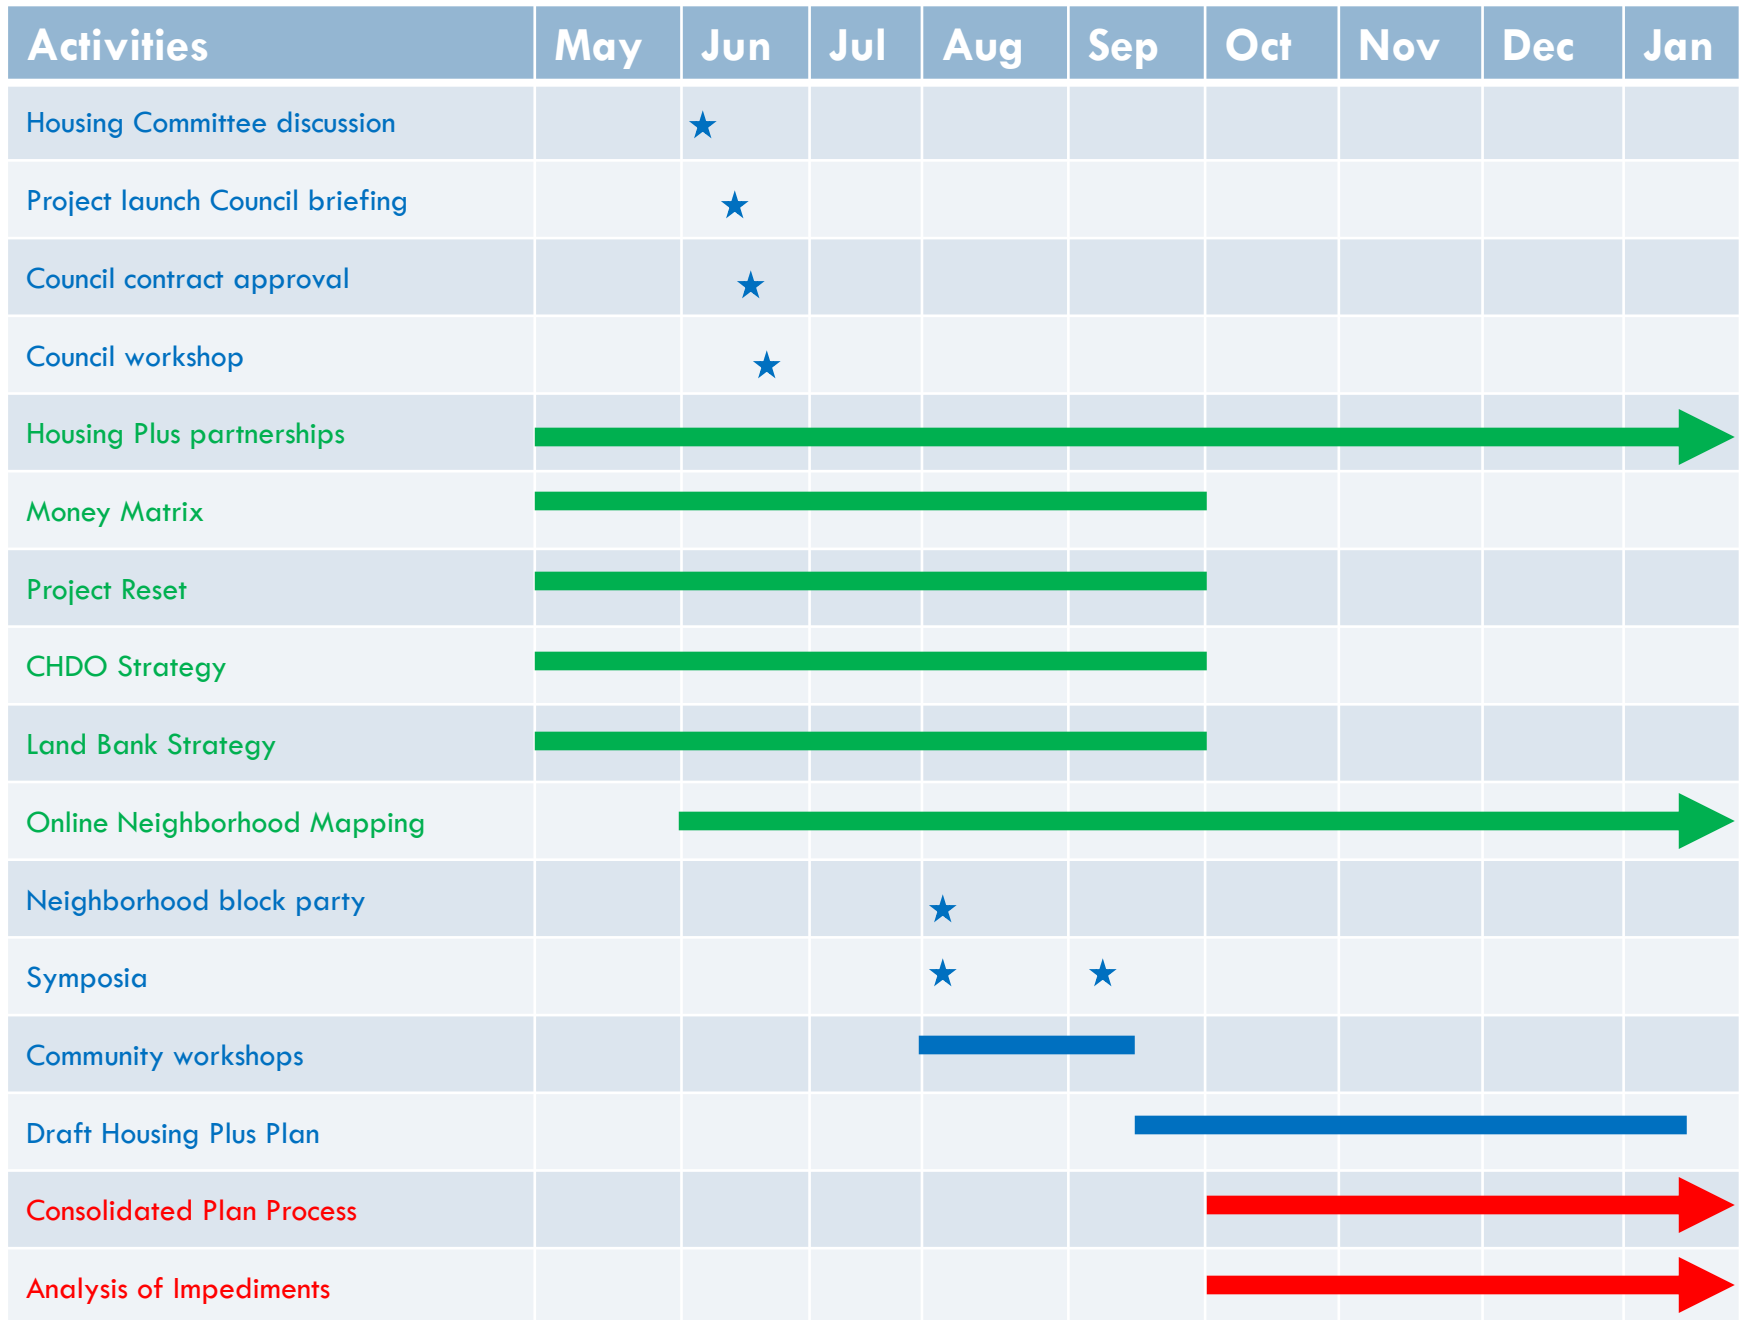 Activities May Jun Jul Aug Sep Oct Nov Dec Jan
Housing Committee discussion
Project launch Council briefing
Council contract approval
Council workshop
Housing Plus partnerships
Money Matrix
Project Reset
CHDO Strategy
Land Bank Strategy
Online Neighborhood Mapping
Neighborhood block party
Symposia
Community workshops
Draft Housing Plus Plan
Consolidated Plan Process
Analysis of Impediments